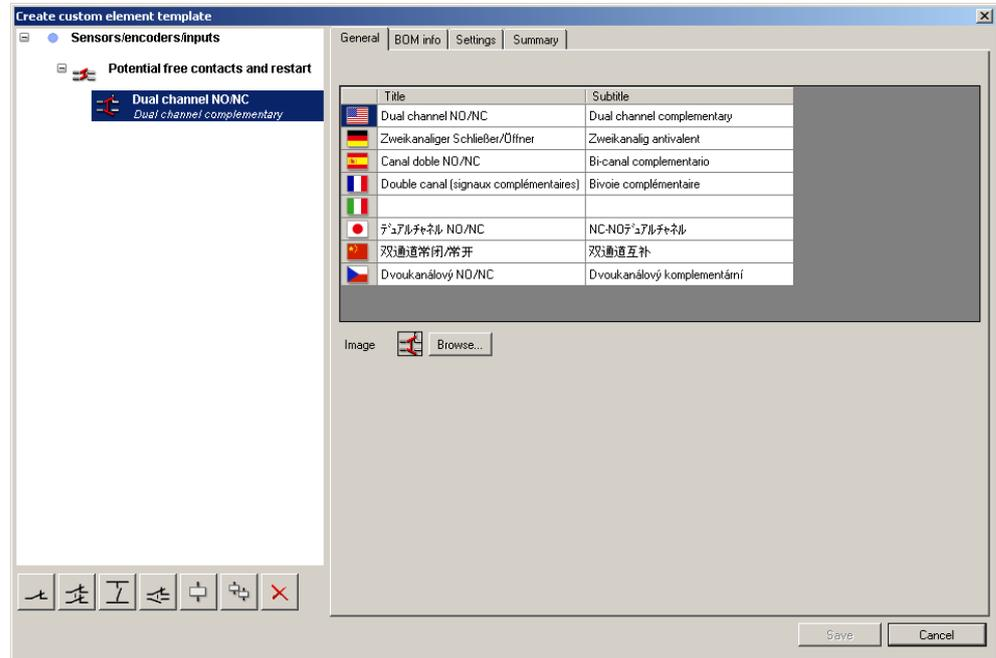 Create custom element template
Sensors/encoders/inputs
Potential free contacts and restart
Dual channel NO/NC
Dual channel complementary
General BOM info Settings Summary
Title Subtitle
Dual channel NO/NC Dual channel complementary
Zweikanaliger Schließer/Öffner Zweikanalig antivalent
Canal doble NO/NC Bi-canal complementario
Double canal (signaux complémentaires) Bivoie complémentaire
ﾃﾞｭｱﾙﾁｬﾈﾙ NO/NC NC-NOﾃﾞｭｱﾙﾁｬﾈﾙ
双通道常闭/常开 双通道互补
Dvoukanálový NO/NC Dvoukanálový komplementární
Image Browse...
Save Cancel